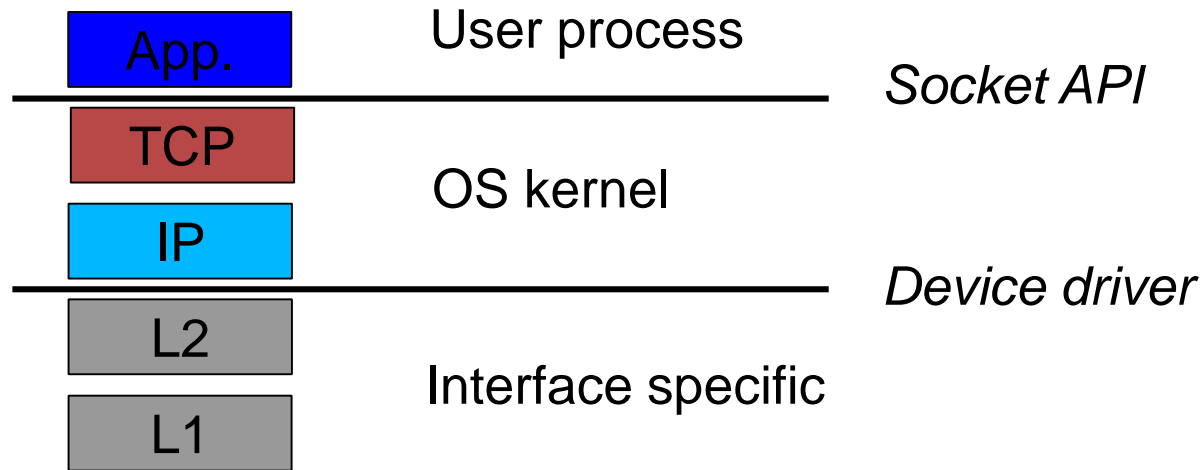 App.
User process
Socket API
TCP
OS kernel
IP
Device driver
L2
Interface specific
L1